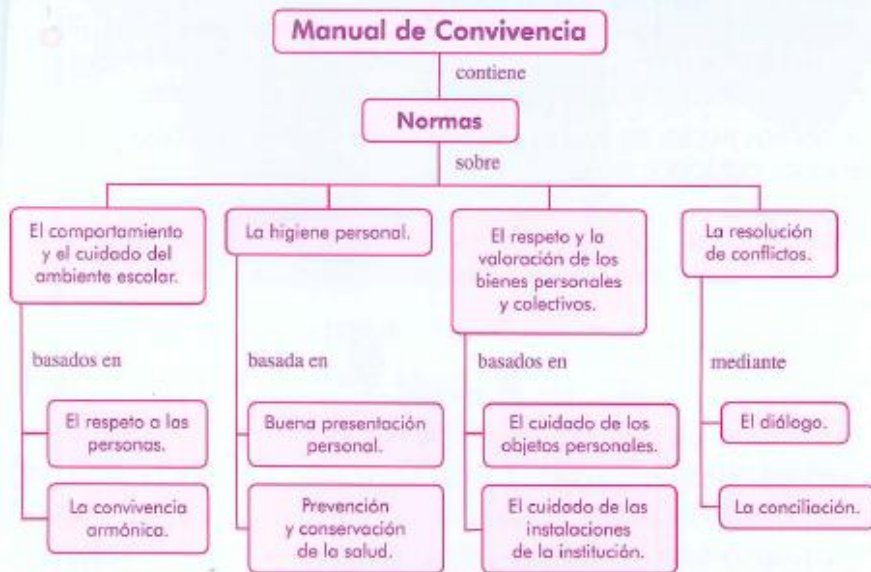 Manual de Convivencia
contiene
Normas
sobre
El comportamiento
y el cuidado del
ambiente escolar.
basados en
El respeto a las
personas.
La convivencia
armónica.
La higiene personal.
basada en
Buena presentación
personal.
Prevención
y conservación
de la salud.
El respeto y la
valoración de los
bienes personales
y colectivos.
basados en
El cuidado de los
objetos personales.
El cuidado de las
instalaciones
de la institución.
La resolución
de conflictos.
mediante
El diálogo.
La conciliación.